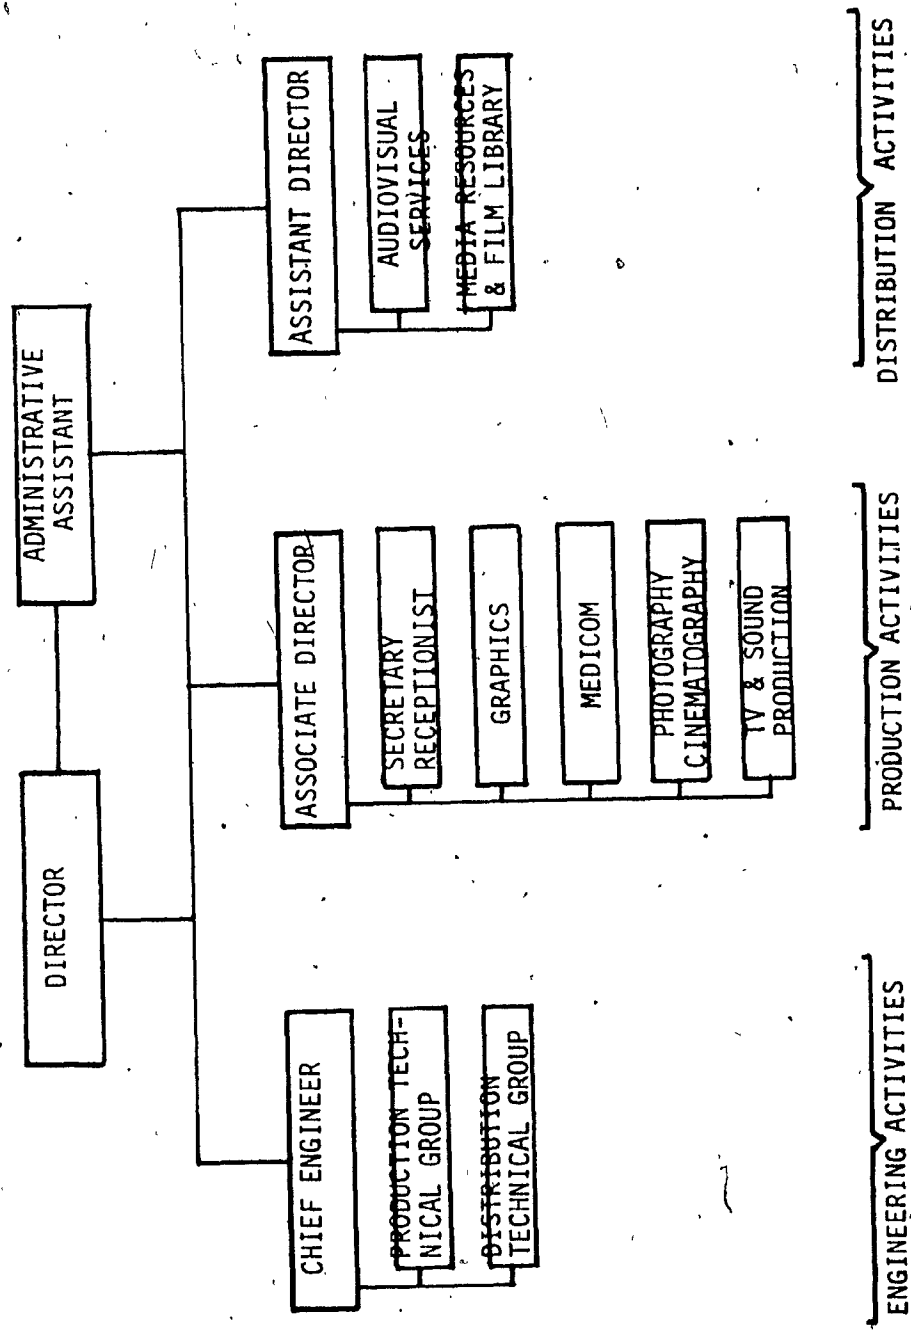 DIRECTOR
ADMINISTRATIVE
ASSISTANT
CHIEF ENGINEER
PRODUCTION TECH-
NICAL GROUP
DISTRIBUTION
TECHNICAL GROUP
ASSOCIATE DIRECTOR
SECRETARY
RECEPTIONIST
GRAPHICS
MEDICOM
PHOTOGRAPHY
CINEMATOGRAPHY
TV & SOUND
PRODUCTION
ASSISTANT DIRECTOR
AUDIOVISUAL
SERVICES
MEDIA RESOURCES
& FILM LIBRARY
ENGINEERING ACTIVITIES
PRODUCTION ACTIVITIES
DISTRIBUTION ACTIVITIES